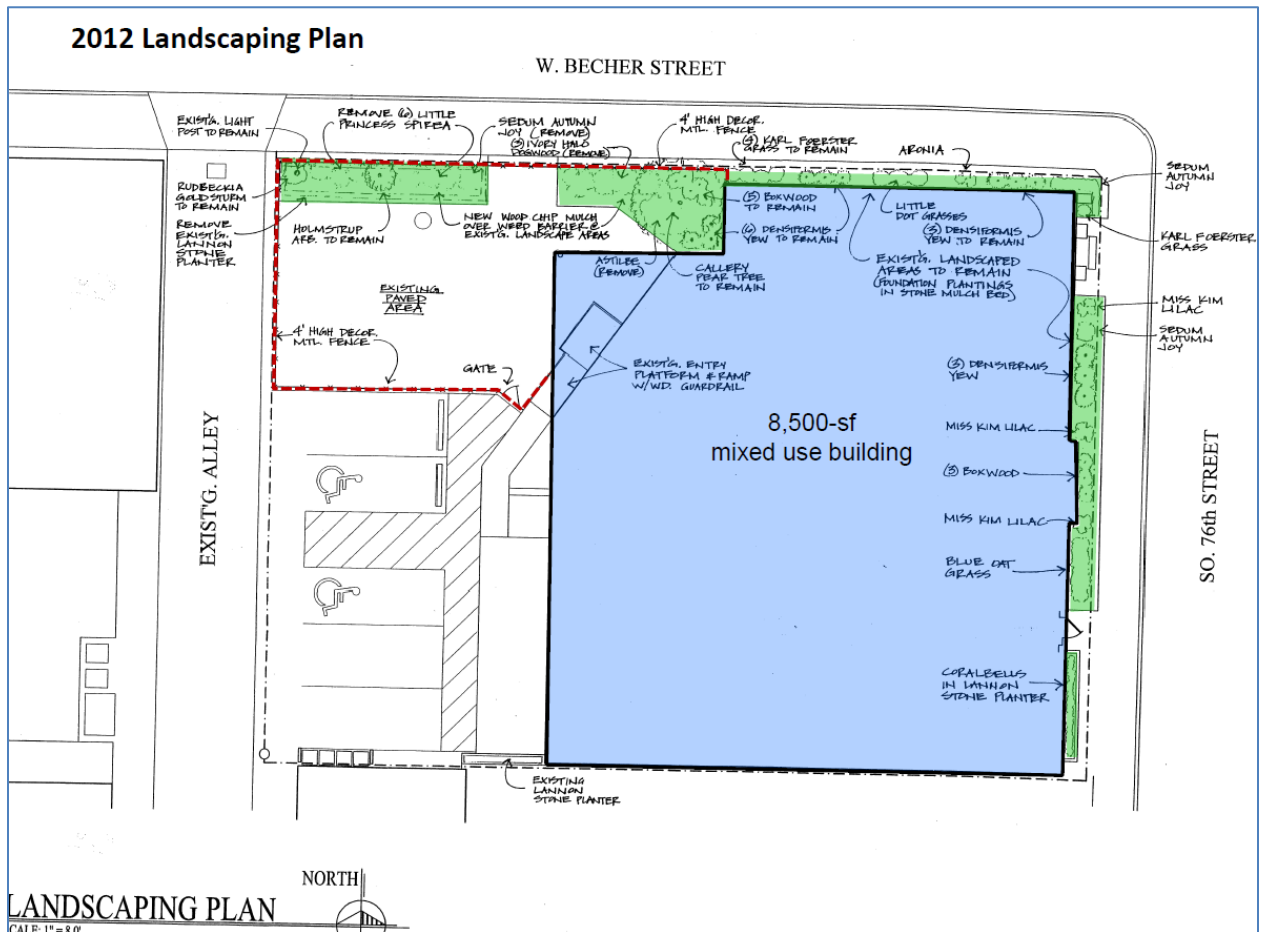 2012 Landscaping Plan
W. BECHER STREET
EXIST'G. LIGHT
POST TO REMAIN
REMOVE (6) LITTLE
PRINCESS SPIREA
SEDUM AUTUMN
JOY (REMOVE)
(3) IVORY HALO
DOGWOOD (REMOVE)
4' HIGH DECOR.
MTL. FENCE
(4) KARL FOERSTER
GRASS TO REMAIN
ARONIA
SEDUM
AUTUMN
JOY
RUDBECKIA
GOLDSTURM
TO REMAIN
REMOVE
EXIST'G.
LANNON
STONE
PLANTER
HOLMSTRUP
ARB. TO REMAIN
NEW WOOD CHIP MULCH
OVER WEED BARRIER @
EXIST'G. LANDSCAPE AREAS
ASTILBE
(REMOVE)
CALLERY
PEAR TREE
TO REMAIN
(5) BOXWOOD
TO REMAIN
(6) DENSIFORMIS
YEW TO REMAIN
LITTLE
DOT GRASSES
(3) DENSIFORMIS
YEW TO REMAIN
EXIST'G. LANDSCAPED
AREAS TO REMAIN
(FOUNDATION PLANTINGS
IN STONE MULCH BED)
KARL FOERSTER
GRASS
MISS KIM
LILAC
SEDUM
AUTUMN
JOY
EXISTING
PAVED
AREA
4' HIGH DECOR.
MTL. FENCE
GATE
EXIST'G. ENTRY
PLATFORM & RAMP
W/WD. GUARDRAIL
(3) DENSIFORMIS
YEW
8,500-sf
mixed use building
MISS KIM LILAC
(3) BOXWOOD
MISS KIM LILAC
BLUE OAT
GRASS
CORALBELLS
IN LANNON
STONE PLANTER
EXIST'G. ALLEY
SO. 76th STREET
EXISTING
LANNON
STONE PLANTER
NORTH
LANDSCAPING PLAN
CALE: 1" = 8.0'